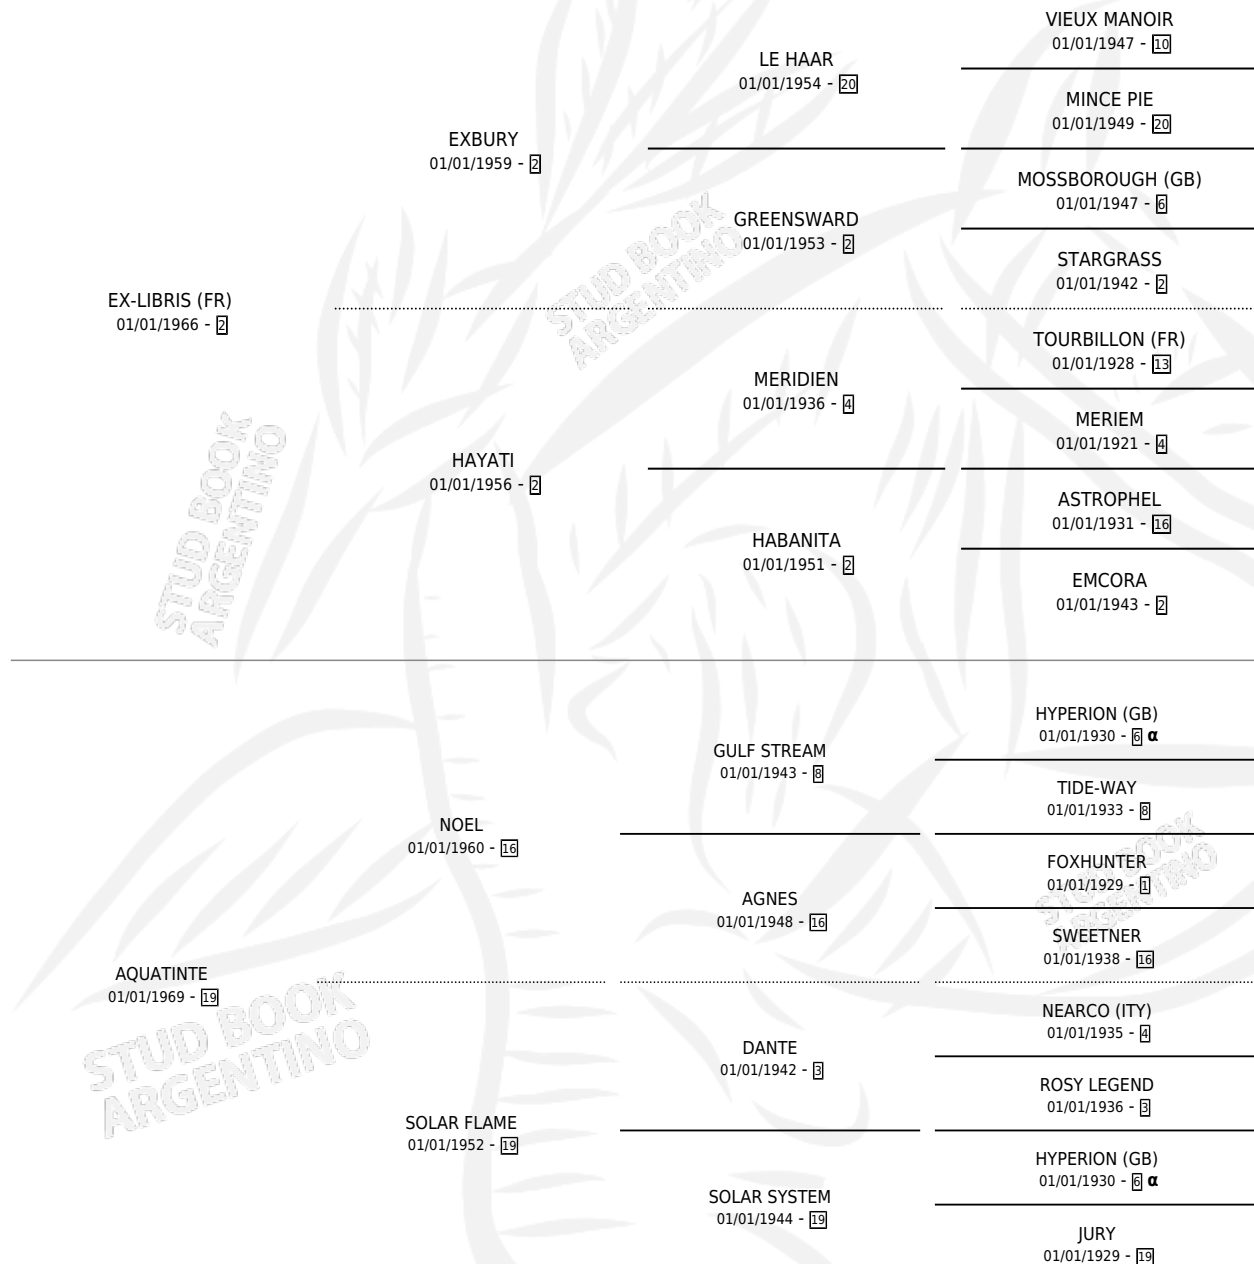 VIEUX MANOIR
01/01/1947 - 10
LE HAAR
01/01/1954 - 20
MINCE PIE
01/01/1949 - 20
EXBURY
01/01/1959 - 2
MOSSBOROUGH (GB)
01/01/1947 - 6
GREENSWARD
01/01/1953 - 2
STARGRASS
01/01/1942 - 2
EX-LIBRIS (FR)
01/01/1966 - 2
TOURBILLON (FR)
01/01/1928 - 13
MERIDIEN
01/01/1936 - 4
MERIEM
01/01/1921 - 4
HAYATI
01/01/1956 - 2
ASTROPHEL
01/01/1931 - 16
HABANITA
01/01/1951 - 2
EMCORA
01/01/1943 - 2
HYPERION (GB)
01/01/1930 - 6 α
GULF STREAM
01/01/1943 - 8
TIDE-WAY
01/01/1933 - 8
NOEL
01/01/1960 - 16
FOXHUNTER
01/01/1929 - 1
AGNES
01/01/1948 - 16
SWEETNER
01/01/1938 - 16
AQUATINTE
01/01/1969 - 19
NEARCO (ITY)
01/01/1935 - 4
DANTE
01/01/1942 - 3
ROSY LEGEND
01/01/1936 - 3
SOLAR FLAME
01/01/1952 - 19
HYPERION (GB)
01/01/1930 - 6 α
SOLAR SYSTEM
01/01/1944 - 19
JURY
01/01/1929 - 19
STUD BOOK
ARGENTINO
STUD BOOK
ARGENTINO
STUD BOOK
ARGENTINO
STUD BOOK
ARGENTINO